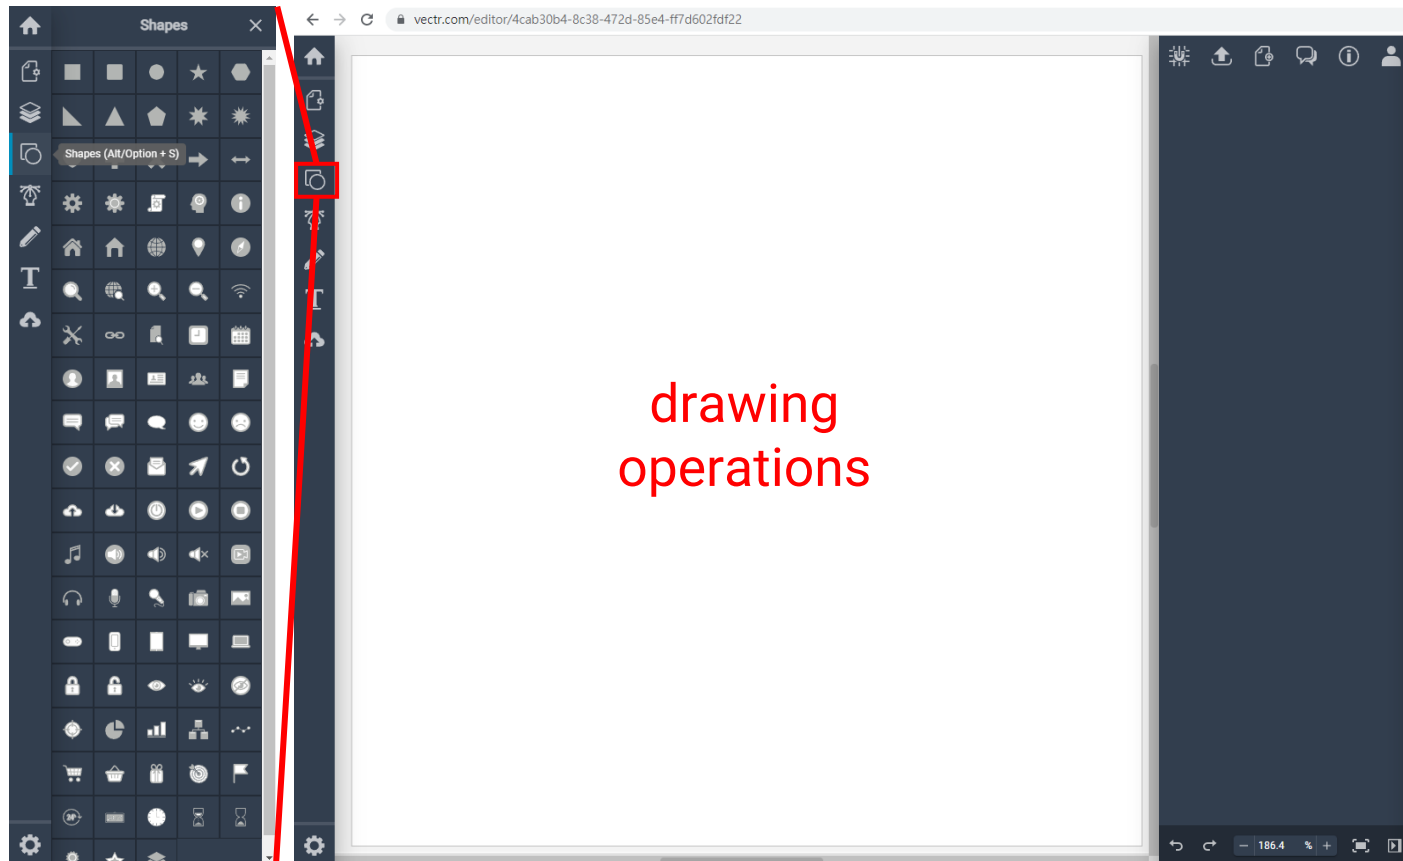 Shapes
Shapes (Alt/Option + S)
vectr.com/editor/4cab30b4-8c38-472d-85e4-ff7d602fdf22
drawing
operations
186.4 %